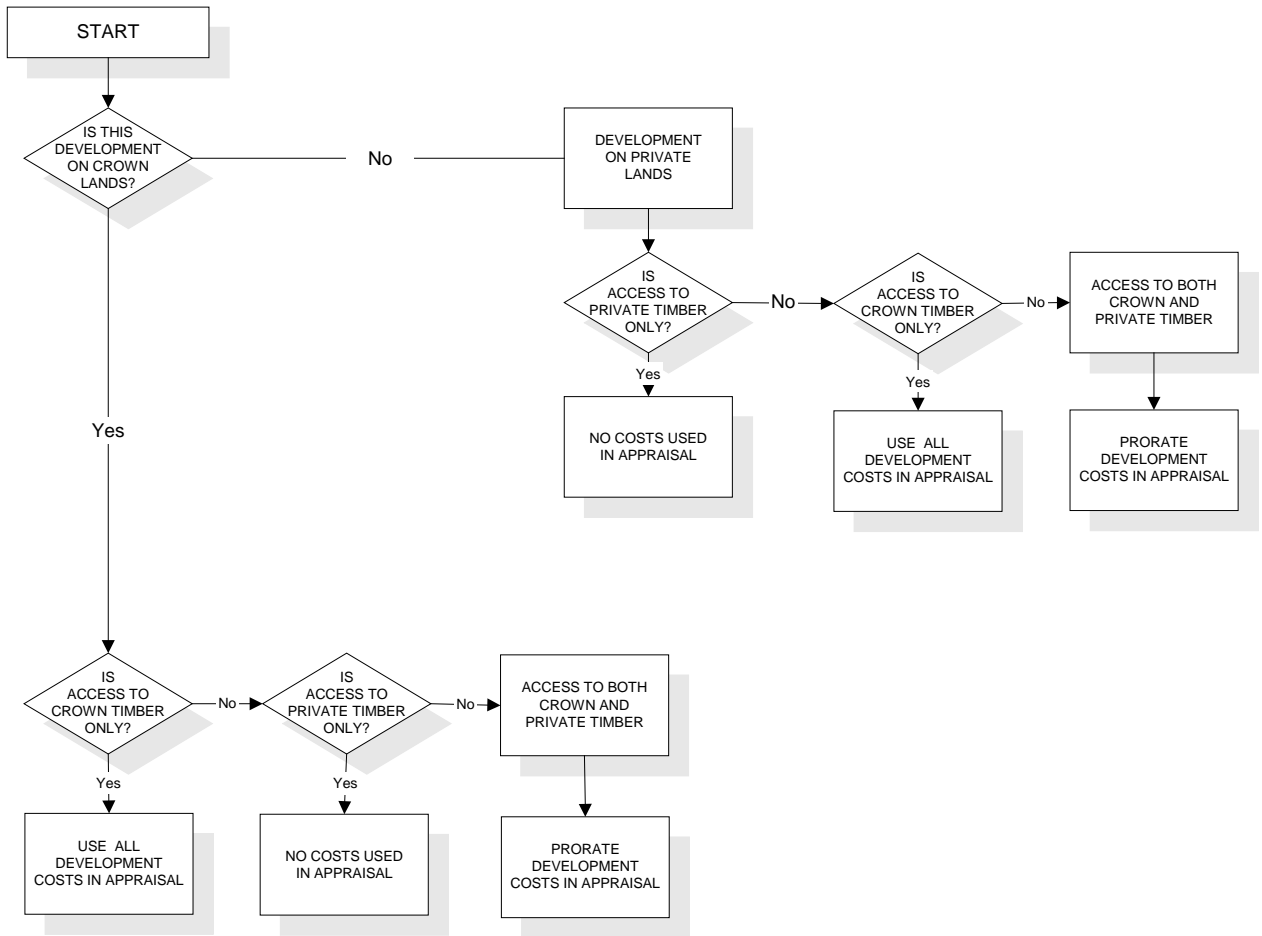 START
IS THIS
DEVELOPMENT
ON CROWN
LANDS?
No
DEVELOPMENT
ON PRIVATE
LANDS
IS
ACCESS TO
PRIVATE TIMBER
ONLY?
No
IS
ACCESS TO
CROWN TIMBER
ONLY?
No
ACCESS TO BOTH
CROWN AND
PRIVATE TIMBER
Yes
Yes
NO COSTS USED
IN APPRAISAL
USE ALL
DEVELOPMENT
COSTS IN APPRAISAL
PRORATE
DEVELOPMENT
COSTS IN APPRAISAL
Yes
IS
ACCESS TO
CROWN TIMBER
ONLY?
No
IS
ACCESS TO
PRIVATE TIMBER
ONLY?
No
ACCESS TO BOTH
CROWN AND
PRIVATE TIMBER
Yes
Yes
USE ALL
DEVELOPMENT
COSTS IN APPRAISAL
NO COSTS USED
IN APPRAISAL
PRORATE
DEVELOPMENT
COSTS IN APPRAISAL